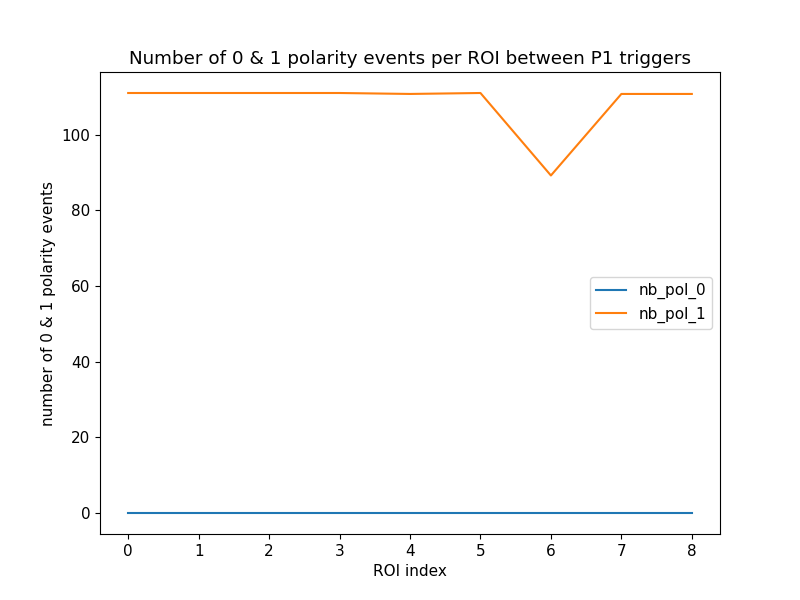 Number of 0 & 1 polarity events per ROI between P1 triggers
number of 0 & 1 polarity events
100
80
60
40
20
0
nb_pol_0
nb_pol_1
0 1 2 3 4 5 6 7 8
ROI index